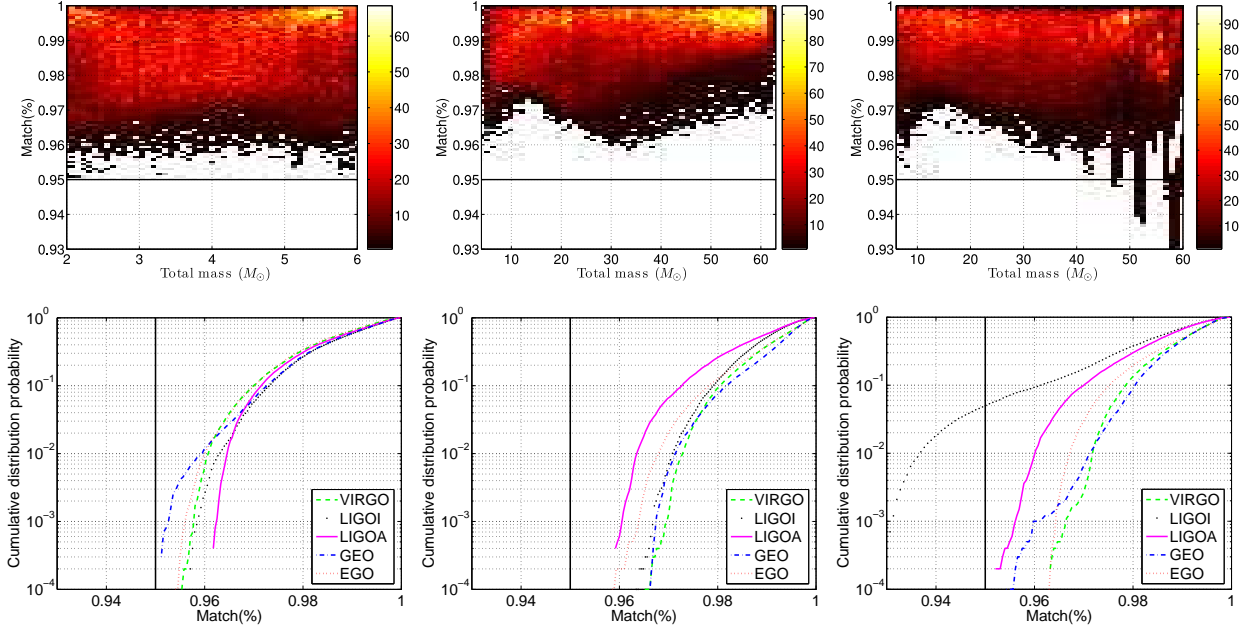 1
0.99
0.98
0.97
0.96
0.95
0.94
0.93
Match(%)
2 3 4 5 6
Total mass (M⊙)
60
50
40
30
20
10
1
0.99
0.98
0.97
0.96
0.95
0.94
0.93
Match(%)
10 20 30 40 50 60
Total mass (M⊙)
90
80
70
60
50
40
30
20
10
1
0.99
0.98
0.97
0.96
0.95
0.94
0.93
Match(%)
10 20 30 40 50 60
Total mass (M⊙)
90
80
70
60
50
40
30
20
10
10^0
10^-1
10^-2
10^-3
10^-4
Cumulative distribution probability
VIRGO
LIGOI
LIGOA
GEO
EGO
0.94 0.96 0.98 1
Match(%)
10^0
10^-1
10^-2
10^-3
10^-4
Cumulative distribution probability
VIRGO
LIGOI
LIGOA
GEO
EGO
0.94 0.96 0.98 1
Match(%)
10^0
10^-1
10^-2
10^-3
10^-4
Cumulative distribution probability
VIRGO
LIGOI
LIGOA
GEO
EGO
0.94 0.96 0.98 1
Match(%)